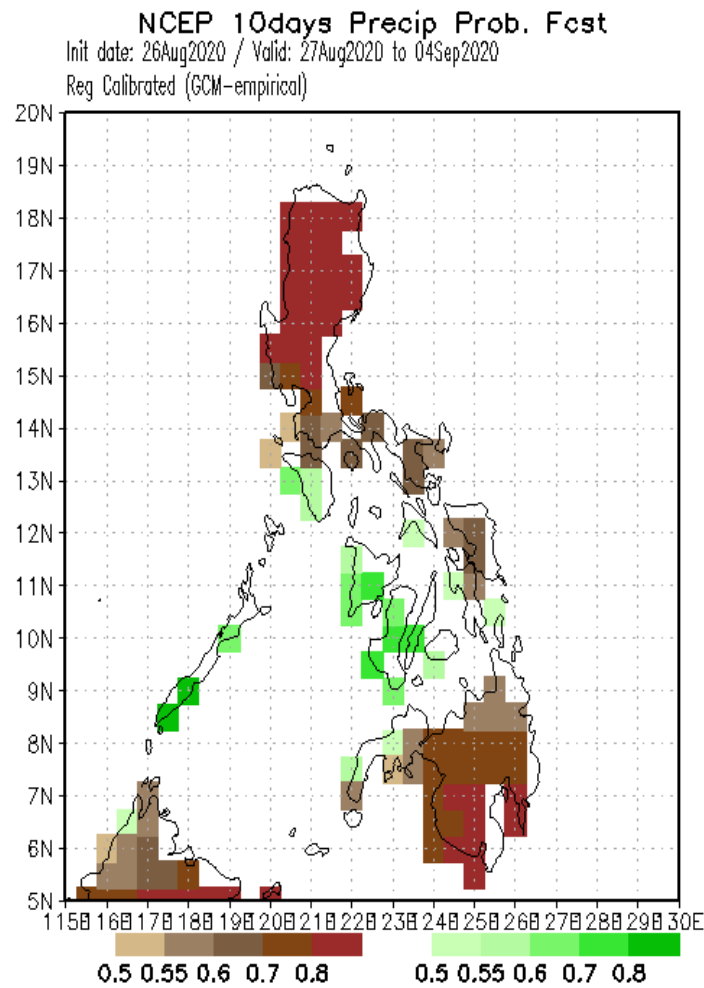 NCEP 10days Precip Prob. Fcst
Init date: 26Aug2020 / Valid: 27Aug2020 to 04Sep2020
Reg Calibrated (GCM-empirical)
20N
19N
18N
17N
16N
15N
14N
13N
12N
11N
10N
9N
8N
7N
6N
5N
115E 116E 117E 118E 119E 120E 121E 122E 123E 124E 125E 126E 127E 128E 129E 130E
0.5 0.55 0.6 0.7 0.8 0.5 0.55 0.6 0.7 0.8